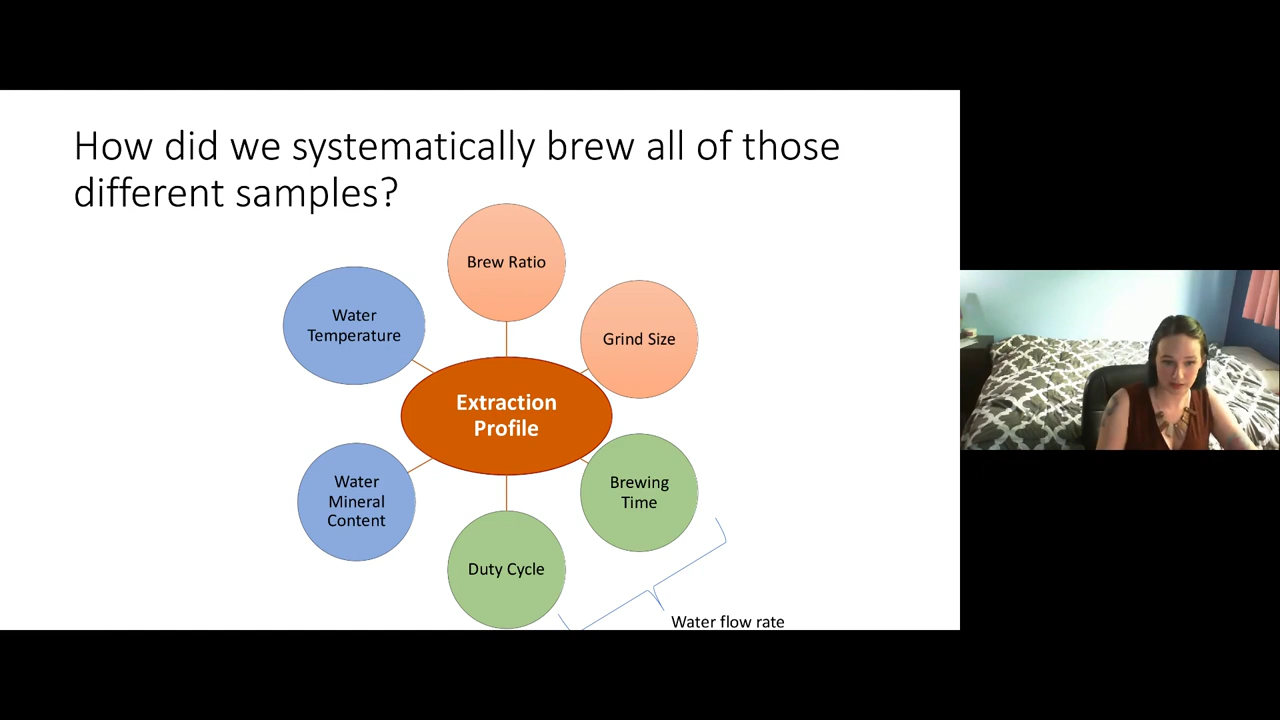 How did we systematically brew all of those
different samples?
Brew Ratio
Water
Temperature
Grind Size
Extraction
Profile
Water
Mineral
Content
Brewing
Time
Duty Cycle
Water flow rate